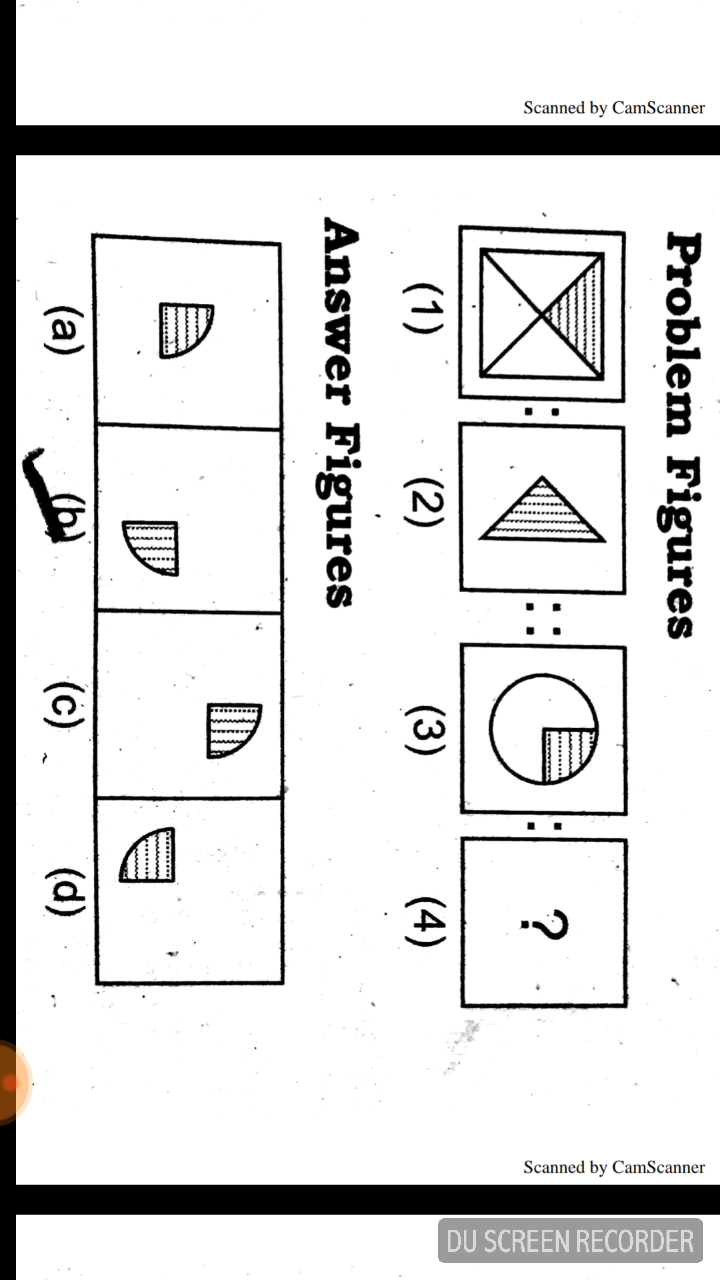 Scanned by CamScanner
Problem Figures
(1)
(2)
(3)
?
(4)
Answer Figures
(a)
(b)
(c)
(d)
Scanned by CamScanner
DU SCREEN RECORDER